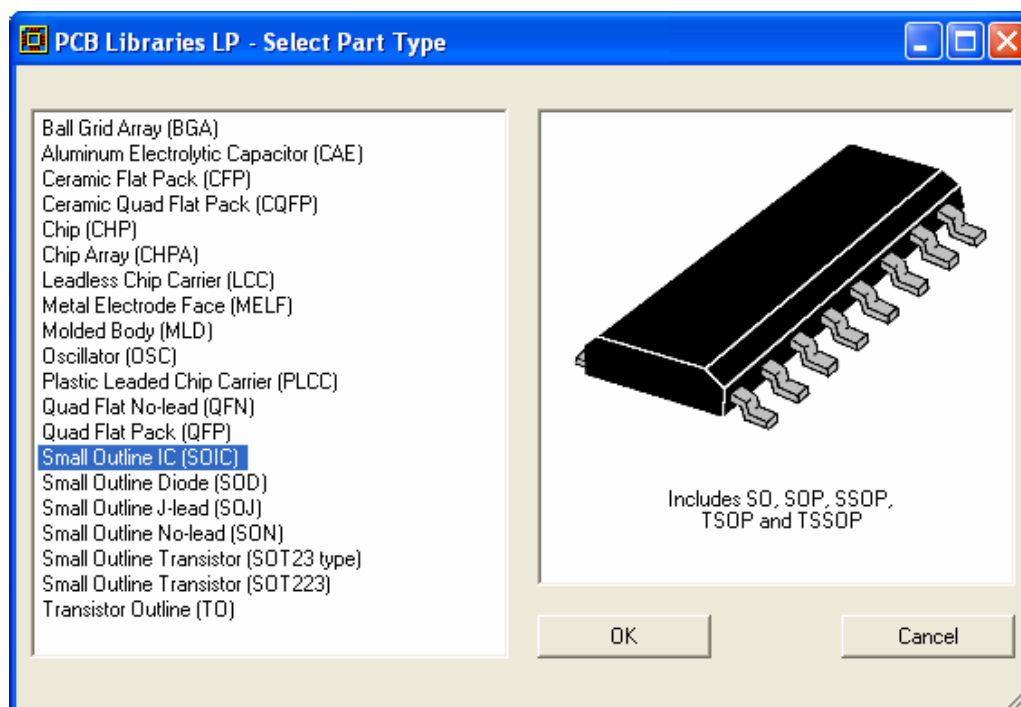 PCB Libraries LP - Select Part Type
Ball Grid Array (BGA)
Aluminum Electrolytic Capacitor (CAE)
Ceramic Flat Pack (CFP)
Ceramic Quad Flat Pack (CQFP)
Chip (CHP)
Chip Array (CHPA)
Leadless Chip Carrier (LCC)
Metal Electrode Face (MELF)
Molded Body (MLD)
Oscillator (OSC)
Plastic Leaded Chip Carrier (PLCC)
Quad Flat No-lead (QFN)
Quad Flat Pack (QFP)
Small Outline IC (SOIC)
Small Outline Diode (SOD)
Small Outline J-lead (SOJ)
Small Outline No-lead (SON)
Small Outline Transistor (SOT23 type)
Small Outline Transistor (SOT223)
Transistor Outline (TO)
Includes SO, SOP, SSOP,
TSOP and TSSOP
OK
Cancel